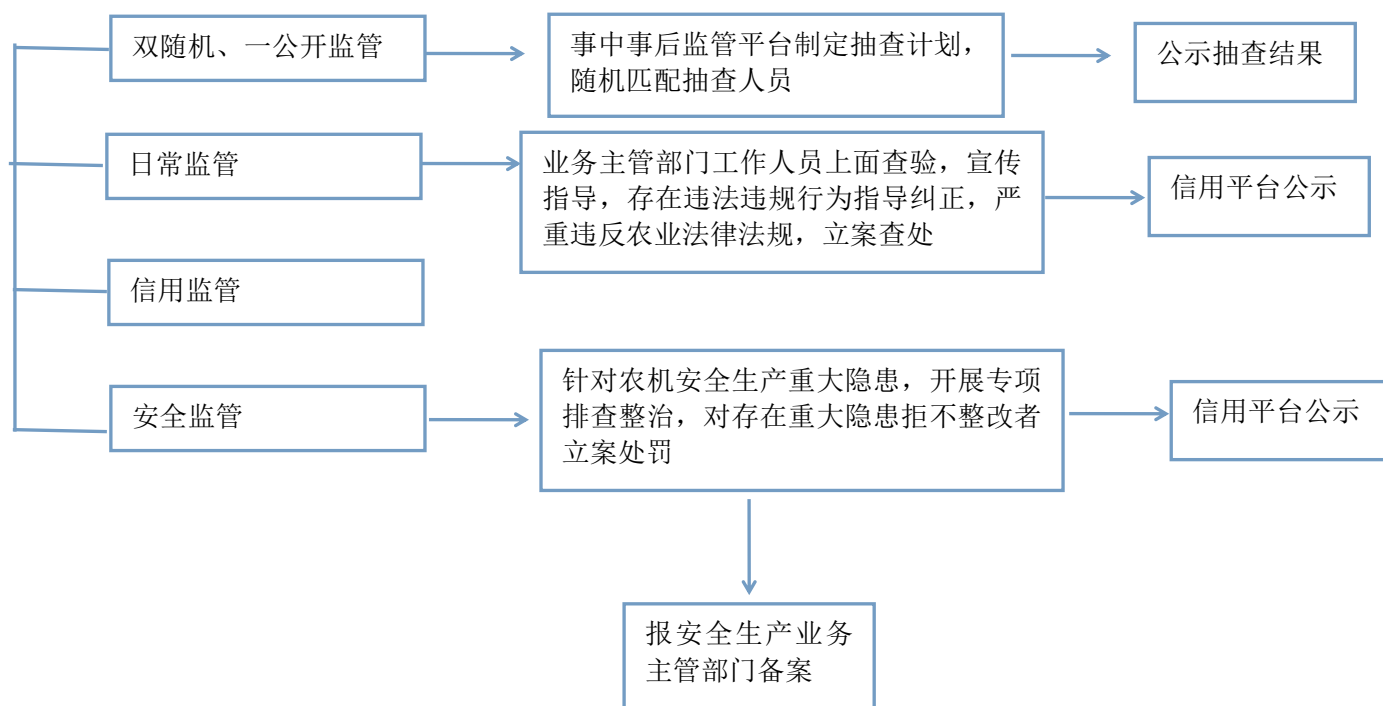 双随机、一公开监管
事中事后监管平台制定抽查计划，
随机匹配抽查人员
公示抽查结果
日常监管
业务主管部门工作人员上面查验，宣传
指导，存在违法违规行为指导纠正，严
重违反农业法律法规，立案查处
信用平台公示
信用监管
安全监管
针对农机安全生产重大隐患，开展专项
排查整治，对存在重大隐患拒不整改者
立案处罚
信用平台公示
报安全生产业务
主管部门备案